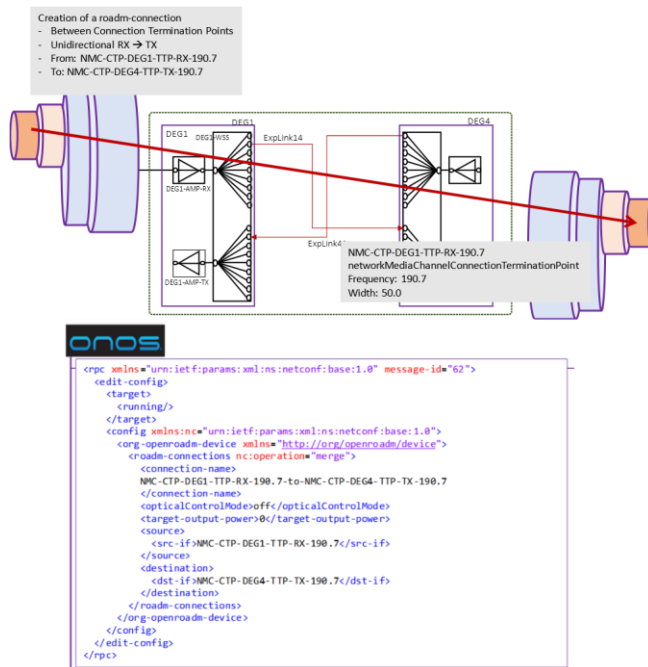 Creation of a roadm-connection
- Between Connection Termination Points
- Unidirectional RX → TX
- From: NMC-CTP-DEG1-TTP-RX-190.7
- To: NMC-CTP-DEG4-TTP-TX-190.7
DEG1
DEG4
DEG1
DEG1-WSS
ExpLink14
DEG1-AMP-RX
ExpLink4
DEG1-AMP-TX
NMC-CTP-DEG1-TTP-RX-190.7
networkMediaChannelConnectionTerminationPoint
Frequency: 190.7
Width: 50.0
onos
<rpc xmlns="urn:ietf:params:xml:ns:netconf:base:1.0" message-id="62">
<edit-config>
<target>
<running/>
</target>
<config xmlns:nc="urn:ietf:params:xml:ns:netconf:base:1.0">
<org-openroadm-device xmlns="http://org/openroadm/device">
<roadm-connections nc:operation="merge">
<connection-name>
NMC-CTP-DEG1-TTP-RX-190.7-to-NMC-CTP-DEG4-TTP-TX-190.7
</connection-name>
<opticalControlMode>off</opticalControlMode>
<target-output-power>0</target-output-power>
<source>
<src-if>NMC-CTP-DEG1-TTP-RX-190.7</src-if>
</source>
<destination>
<dst-if>NMC-CTP-DEG4-TTP-TX-190.7</dst-if>
</destination>
</roadm-connections>
</org-openroadm-device>
</config>
</edit-config>
</rpc>